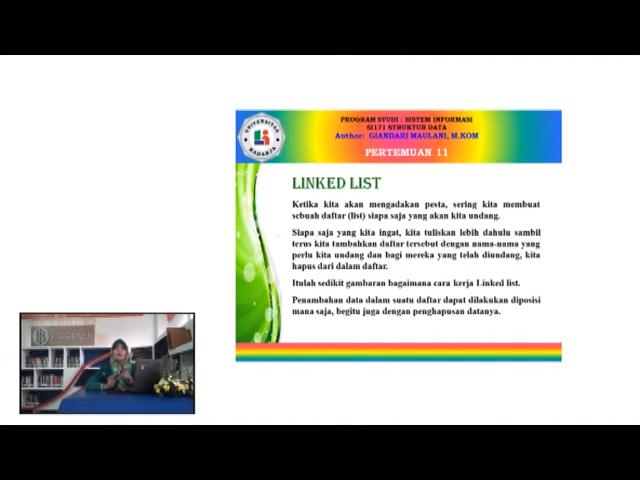 PROGRAM STUDI : SISTEM INFORMASI
SI171 STRUKTUR DATA
Author: GIANDARI MAULANI, M.KOM
PERTEMUAN 11
UNIVERSITAS
RAHARJA
LINKED LIST
Ketika kita akan mengadakan pesta, sering kita membuat
sebuah daftar (list) siapa saja yang akan kita undang.
Siapa saja yang kita ingat, kita tuliskan lebih dahulu sambil
terus kita tambahkan daftar tersebut dengan nama-nama yang
perlu kita undang dan bagi mereka yang telah diundang, kita
hapus dari dalam daftar.
Itulah sedikit gambaran bagaimana cara kerja Linked list.
Penambahan data dalam suatu daftar dapat dilakukan diposisi
mana saja, begitu juga dengan penghapusan datanya.
CORNER